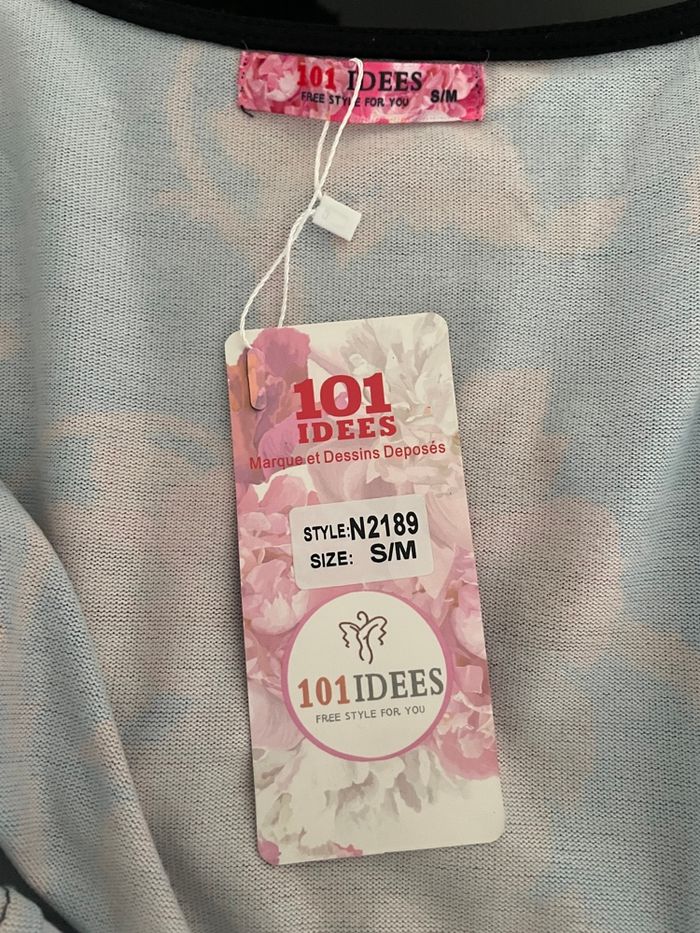 101 IDEES
FREE STYLE FOR YOU S/M
101
IDEES
Marque et Dessins Deposés
STYLE:N2189
SIZE: S/M
101IDEES
FREE STYLE FOR YOU